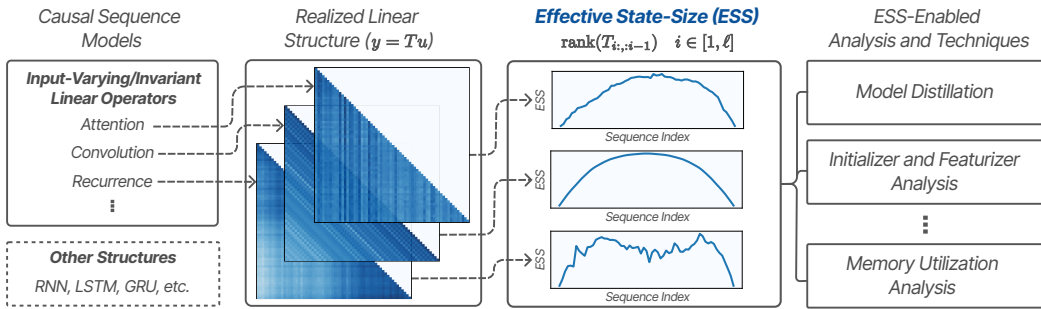 Causal Sequence
Models
Input-Varying/Invariant
Linear Operators
Attention
Convolution
Recurrence
⋮
Other Structures
RNN, LSTM, GRU, etc.
Realized Linear
Structure (y = Tu)
Effective State-Size (ESS)
rank(T_{i:,:i−1}) i ∈ [1, ℓ]
ESS
Sequence Index
ESS
Sequence Index
ESS
Sequence Index
ESS-Enabled
Analysis and Techniques
Model Distillation
Initializer and Featurizer
Analysis
⋮
Memory Utilization
Analysis